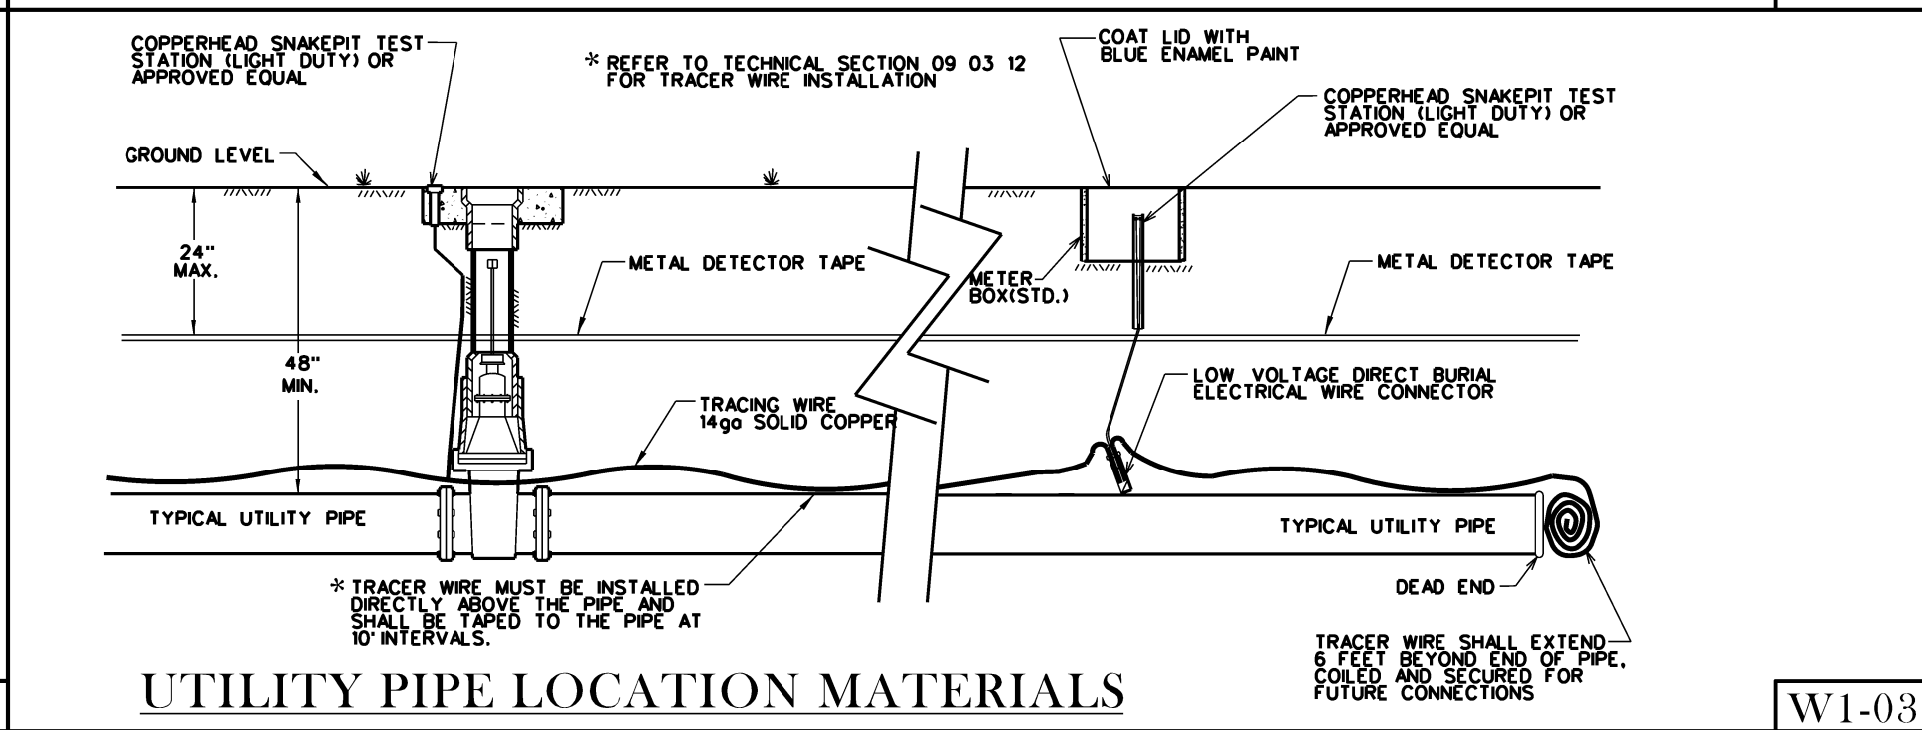 COPPERHEAD SNAKEPIT TEST
STATION (LIGHT DUTY) OR
APPROVED EQUAL
* REFER TO TECHNICAL SECTION 09 03 12
FOR TRACER WIRE INSTALLATION
COAT LID WITH
BLUE ENAMEL PAINT
COPPERHEAD SNAKEPIT TEST
STATION (LIGHT DUTY) OR
APPROVED EQUAL
GROUND LEVEL
24"
MAX.
METAL DETECTOR TAPE
METER
BOX(STD.)
METAL DETECTOR TAPE
48"
MIN.
TRACING WIRE
14ga SOLID COPPER
LOW VOLTAGE DIRECT BURIAL
ELECTRICAL WIRE CONNECTOR
TYPICAL UTILITY PIPE
TYPICAL UTILITY PIPE
* TRACER WIRE MUST BE INSTALLED
DIRECTLY ABOVE THE PIPE AND
SHALL BE TAPED TO THE PIPE AT
10' INTERVALS.
DEAD END
TRACER WIRE SHALL EXTEND
6 FEET BEYOND END OF PIPE,
COILED AND SECURED FOR
FUTURE CONNECTIONS
UTILITY PIPE LOCATION MATERIALS
W1-03